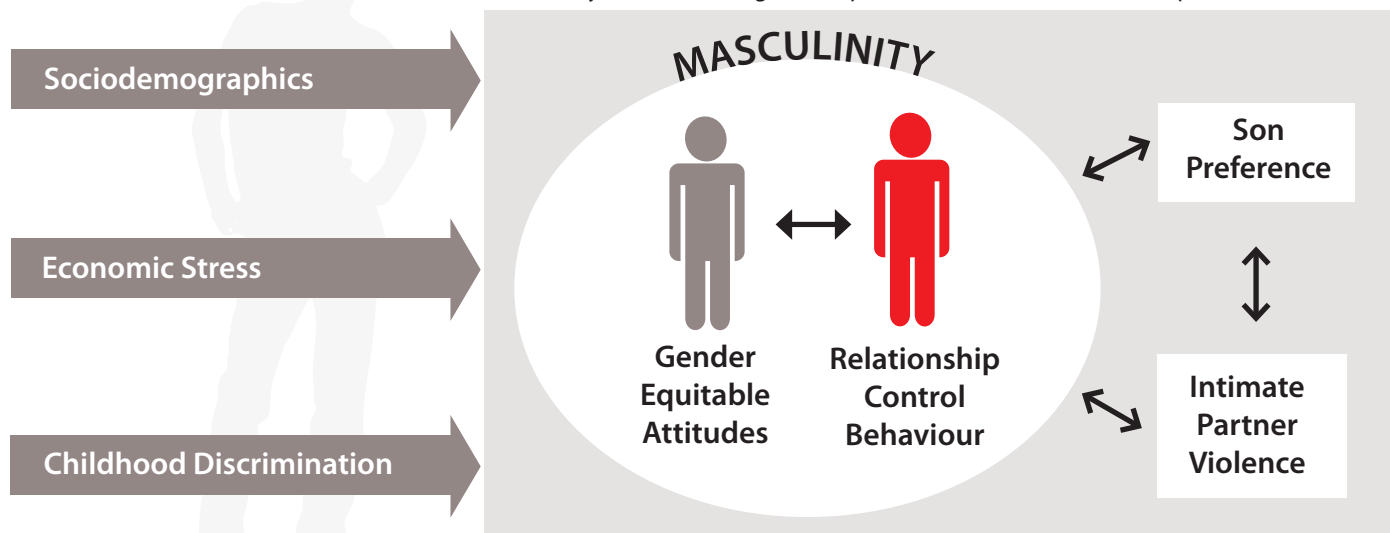 MASCULINITY
Sociodemographics
Economic Stress
Childhood Discrimination
Gender
Equitable
Attitudes
Relationship
Control
Behaviour
Son
Preference
Intimate
Partner
Violence